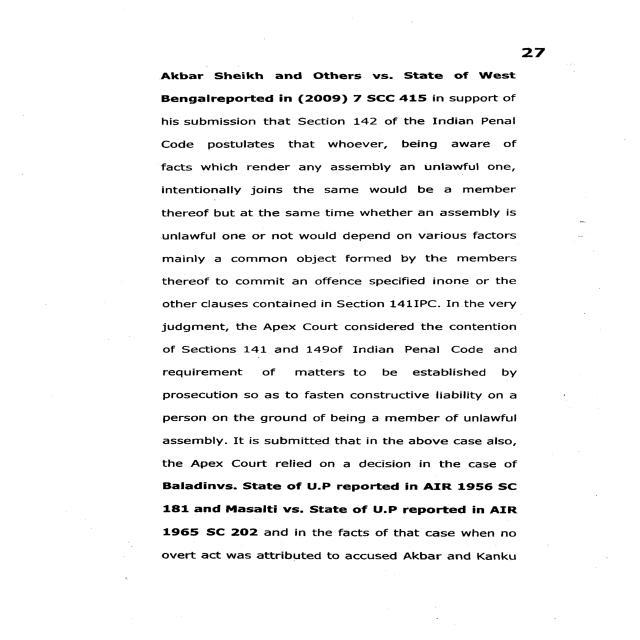 27
Akbar Sheikh and Others vs. State of West
Bengalreported in (2009) 7 SCC 415 in support of
his submission that Section 142 of the Indian Penal
Code postulates that whoever, being aware of
facts which render any assembly an unlawful one,
intentionally joins the same would be a member
thereof but at the same time whether an assembly is
unlawful one or not would depend on various factors
mainly a common object formed by the members
thereof to commit an offence specified inone or the
other clauses contained in Section 141IPC. In the very
judgment, the Apex Court considered the contention
of Sections 141 and 149of Indian Penal Code and
requirement of matters to be established by
prosecution so as to fasten constructive liability on a
person on the ground of being a member of unlawful
assembly. It is submitted that in the above case also,
the Apex Court relied on a decision in the case of
Baladinvs. State of U.P reported in AIR 1956 SC
181 and Masalti vs. State of U.P reported in AIR
1965 SC 202 and in the facts of that case when no
overt act was attributed to accused Akbar and Kanku